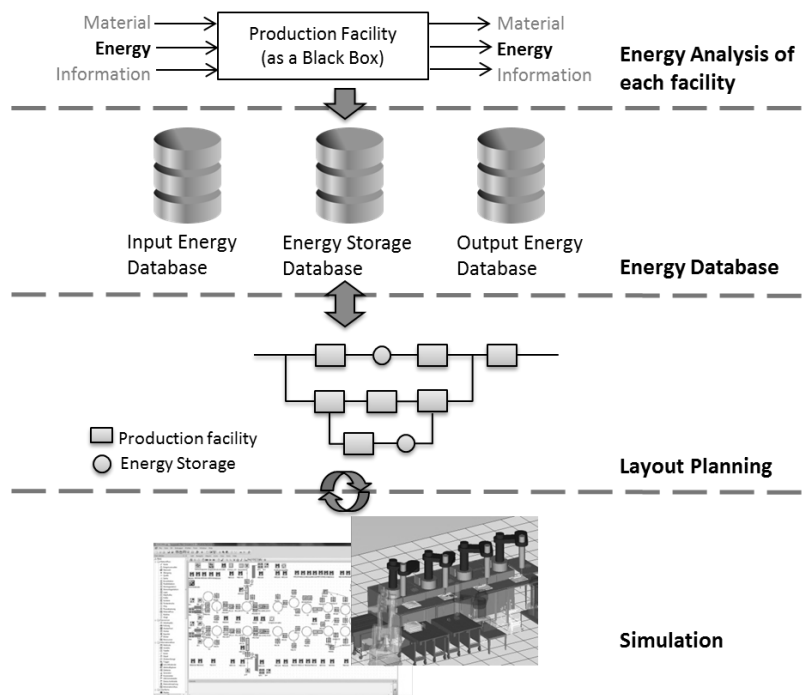 Material
Energy
Information
Production Facility
(as a Black Box)
Material
Energy
Information
Energy Analysis of
each facility
Input Energy
Database
Energy Storage
Database
Output Energy
Database
Energy Database
Production facility
Energy Storage
Layout Planning
Simulation